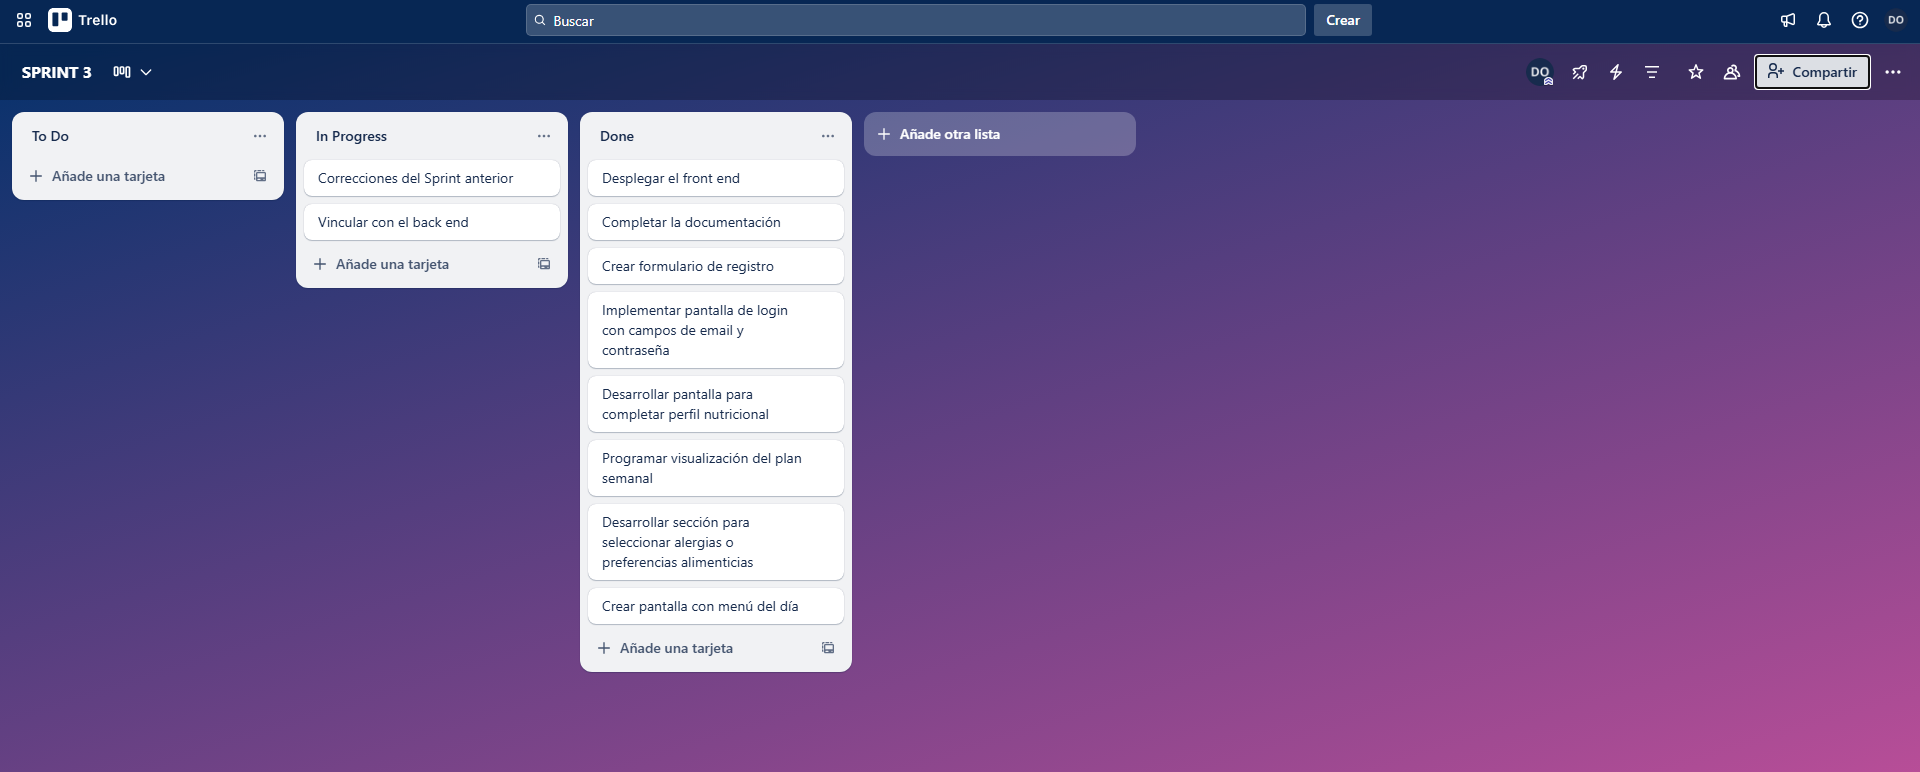 Trello
Buscar
Crear
DO
SPRINT 3
DO
Compartir
To Do
Añade una tarjeta
In Progress
Correcciones del Sprint anterior
Vincular con el back end
Añade una tarjeta
Done
Desplegar el front end
Completar la documentación
Crear formulario de registro
Implementar pantalla de login
con campos de email y
contraseña
Desarrollar pantalla para
completar perfil nutricional
Programar visualización del plan
semanal
Desarrollar sección para
seleccionar alergias o
preferencias alimenticias
Crear pantalla con menú del día
Añade una tarjeta
Añade otra lista